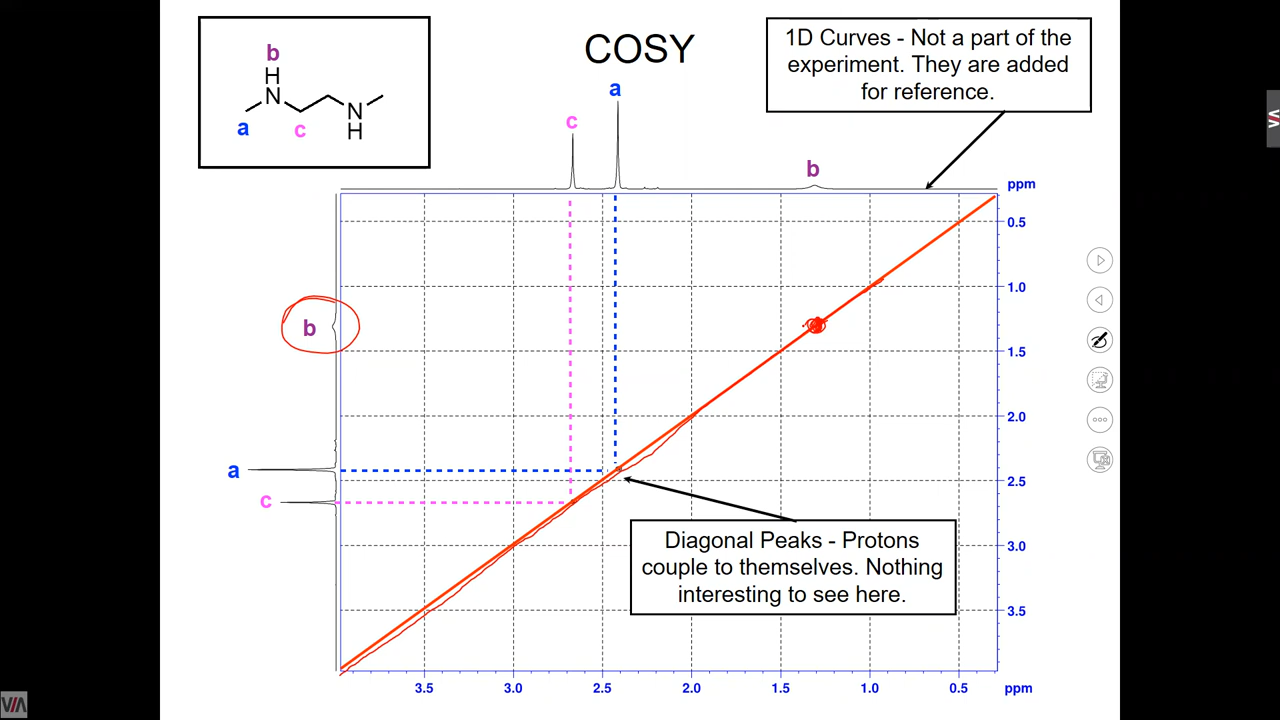 COSY
b
H
N
a
c
N
H
1D Curves - Not a part of the
experiment. They are added
for reference.
a
c
b
ppm
0.5
1.0
1.5
2.0
2.5
3.0
3.5
b
a
c
Diagonal Peaks - Protons
couple to themselves. Nothing
interesting to see here.
3.5 3.0 2.5 2.0 1.5 1.0 0.5 ppm
VIA